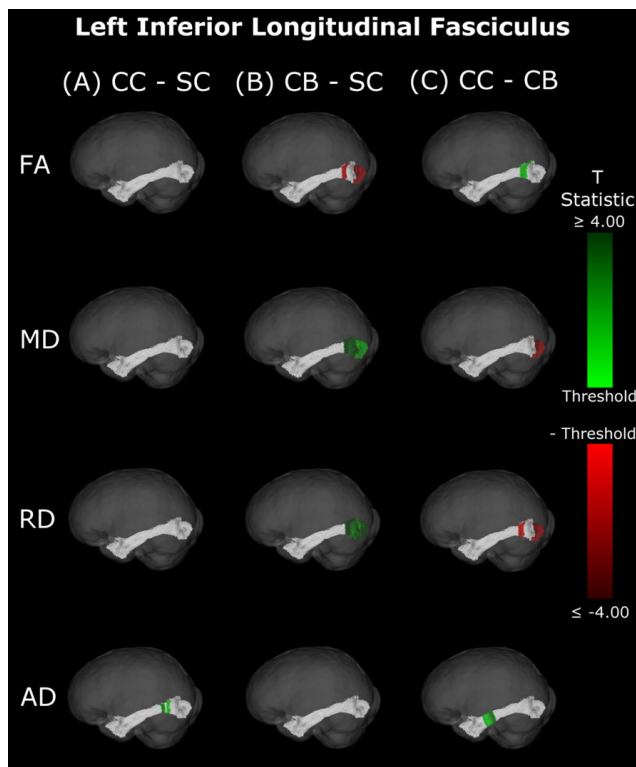 Left Inferior Longitudinal Fasciculus
(A) CC - SC (B) CB - SC (C) CC - CB
FA
T
Statistic
≥ 4.00
MD
Threshold
- Threshold
RD
≤ -4.00
AD